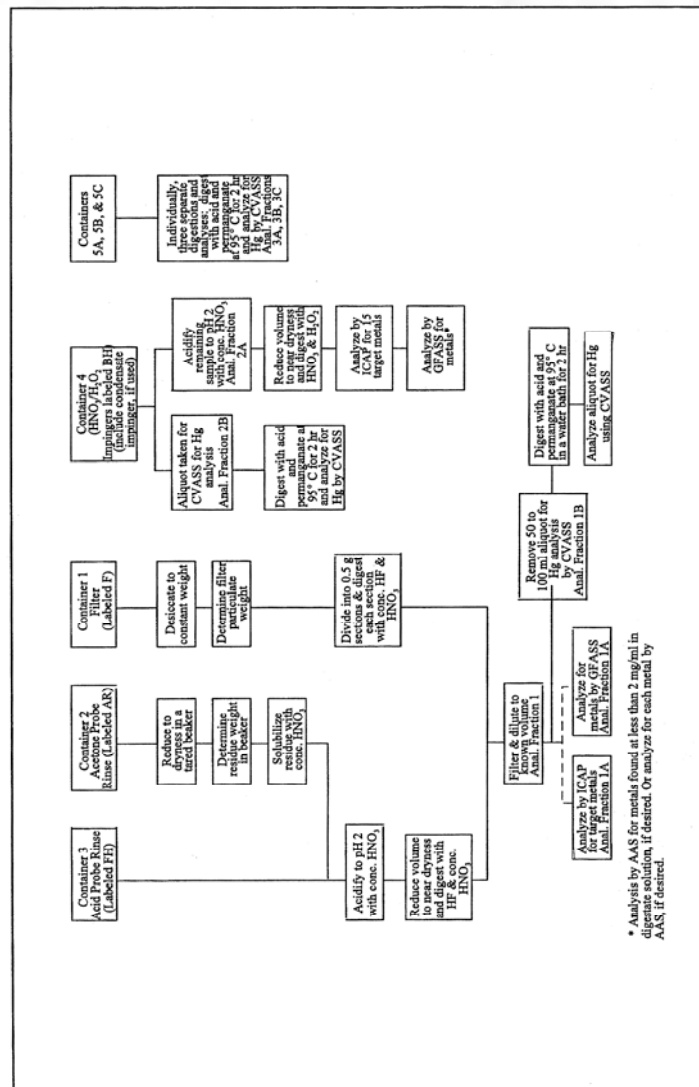 Container 3
Acid Probe Rinse
(Labeled FH)
Acidify to pH 2
with conc. HNO₃
Reduce volume
to near dryness
and digest with
HF & conc.
HNO₃
Container 2
Acetone Probe
Rinse (Labeled AR)
Reduce to
dryness in a
tared beaker
Determine
residue weight
in beaker
Solubilize
residue with
conc. HNO₃
Container 1
Filter
(Labeled F)
Desiccate to
constant weight
Determine filter
particulate
weight
Divide into 0.5 g
sections & digest
each section
with conc. HF &
HNO₃
Filter & dilute to
known volume
Anal. Fraction 1
Analyze by ICAP
for target metals
Anal. Fraction 1A
Analyze for
metals by GFASS
Anal. Fraction 1A
Remove 50 to
100 ml aliquot for
Hg analysis
by CVASS
Anal. Fraction 1B
Digest with acid and
permanganate at 95° C
in a water bath for 2 hr
Analyze aliquot for Hg
using CVASS
Container 4
(HNO₃/H₂O₂
Impingers labeled BH)
(include condensate
impinger, if used)
Aliquot taken for
CVASS for Hg
analysis
Anal. Fraction 2B
Digest with acid
and
permanganate at
95° C for 2 hr
and analyze for
Hg by CVASS
Acidify
remaining
sample to pH 2
with conc. HNO₃
Anal. Fraction
2A
Reduce volume
to near dryness
and digest with
HNO₃ & H₂O₂
Analyze by
ICAP for 15
target metals
Analyze by
GFASS for
metals*
Containers
5A, 5B, & 5C
Individually,
three separate
digestions and
analyses: digest
with acid and
permanganate
at 95° C for 2 hr
and analyze for
Hg by CVASS
Anal. Fractions
3A, 3B, 3C
* Analysis by AAS for metals found at less than 2 mg/ml in
digestate solution, if desired. Or analyze for each metal by
AAS, if desired.